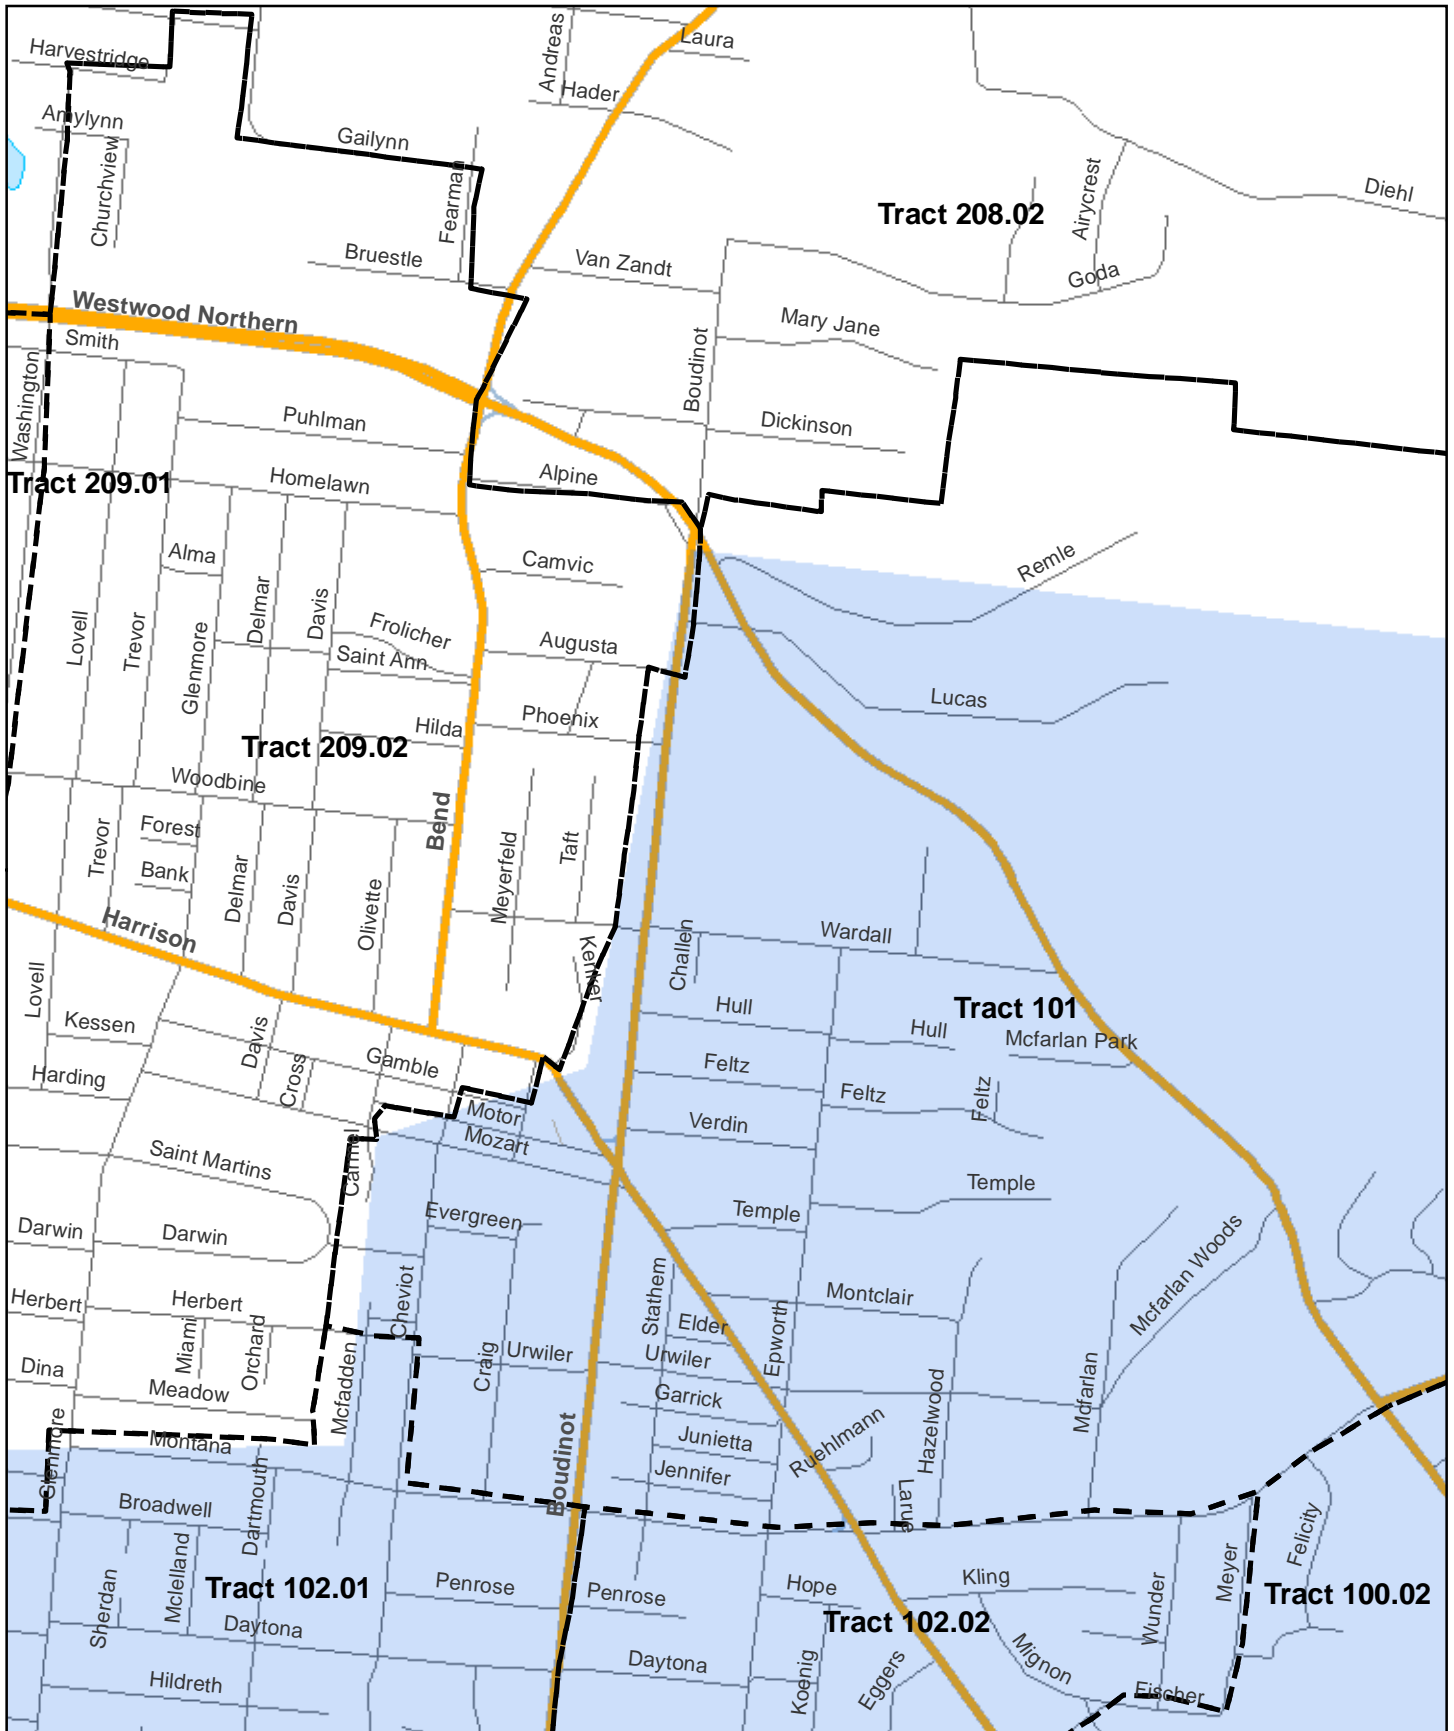 Harvestridge
Andreas
Laura
Hader
Amylynn
Gailynn
Churchview
Fearman
Airycrest
Diehl
Tract 208.02
Bruestle
Van Zandt
Goda
Westwood Northern
Mary Jane
Smith
Boudinot
Washington
Puhlman
Dickinson
Tract 209.01
Homelawn
Alpine
Alma
Camvic
Remle
Delmar
Davis
Lovell
Trevor
Glenmore
Frolicher
Augusta
Saint Ann
Lucas
Hilda
Phoenix
Tract 209.02
Woodbine
Bend
Trevor
Forest
Meyerfeld
Taft
Bank
Delmar
Davis
Olivette
Harrison
Challen
Wardall
Kenker
Lovell
Tract 101
Kessen
Hull
Hull
Mcfarlan Park
Davis
Cross
Gamble
Harding
Feltz
Feltz
Feltz
Motor
Verdin
Mozart
Saint Martins
Carmel
Temple
Temple
Evergreen
Darwin
Darwin
Mcfarlan Woods
Stathem
Cheviot
Herbert
Herbert
Montclair
Miami
Orchard
Elder
Epworth
Dina
Mcfadden
Craig
Urwiler
Urwiler
Meadow
Garrick
Hazelwood
Mcfarlan
Glenmore
Montana
Boudinot
Junietta
Ruehlmann
Jennifer
Broadwell
Dartmouth
Larue
Felicity
Sherdan
Mclelland
Tract 102.01
Penrose
Penrose
Hope
Kling
Meyer
Tract 100.02
Wunder
Tract 102.02
Daytona
Daytona
Mignon
Hildreth
Koenig
Eggers
Fischer